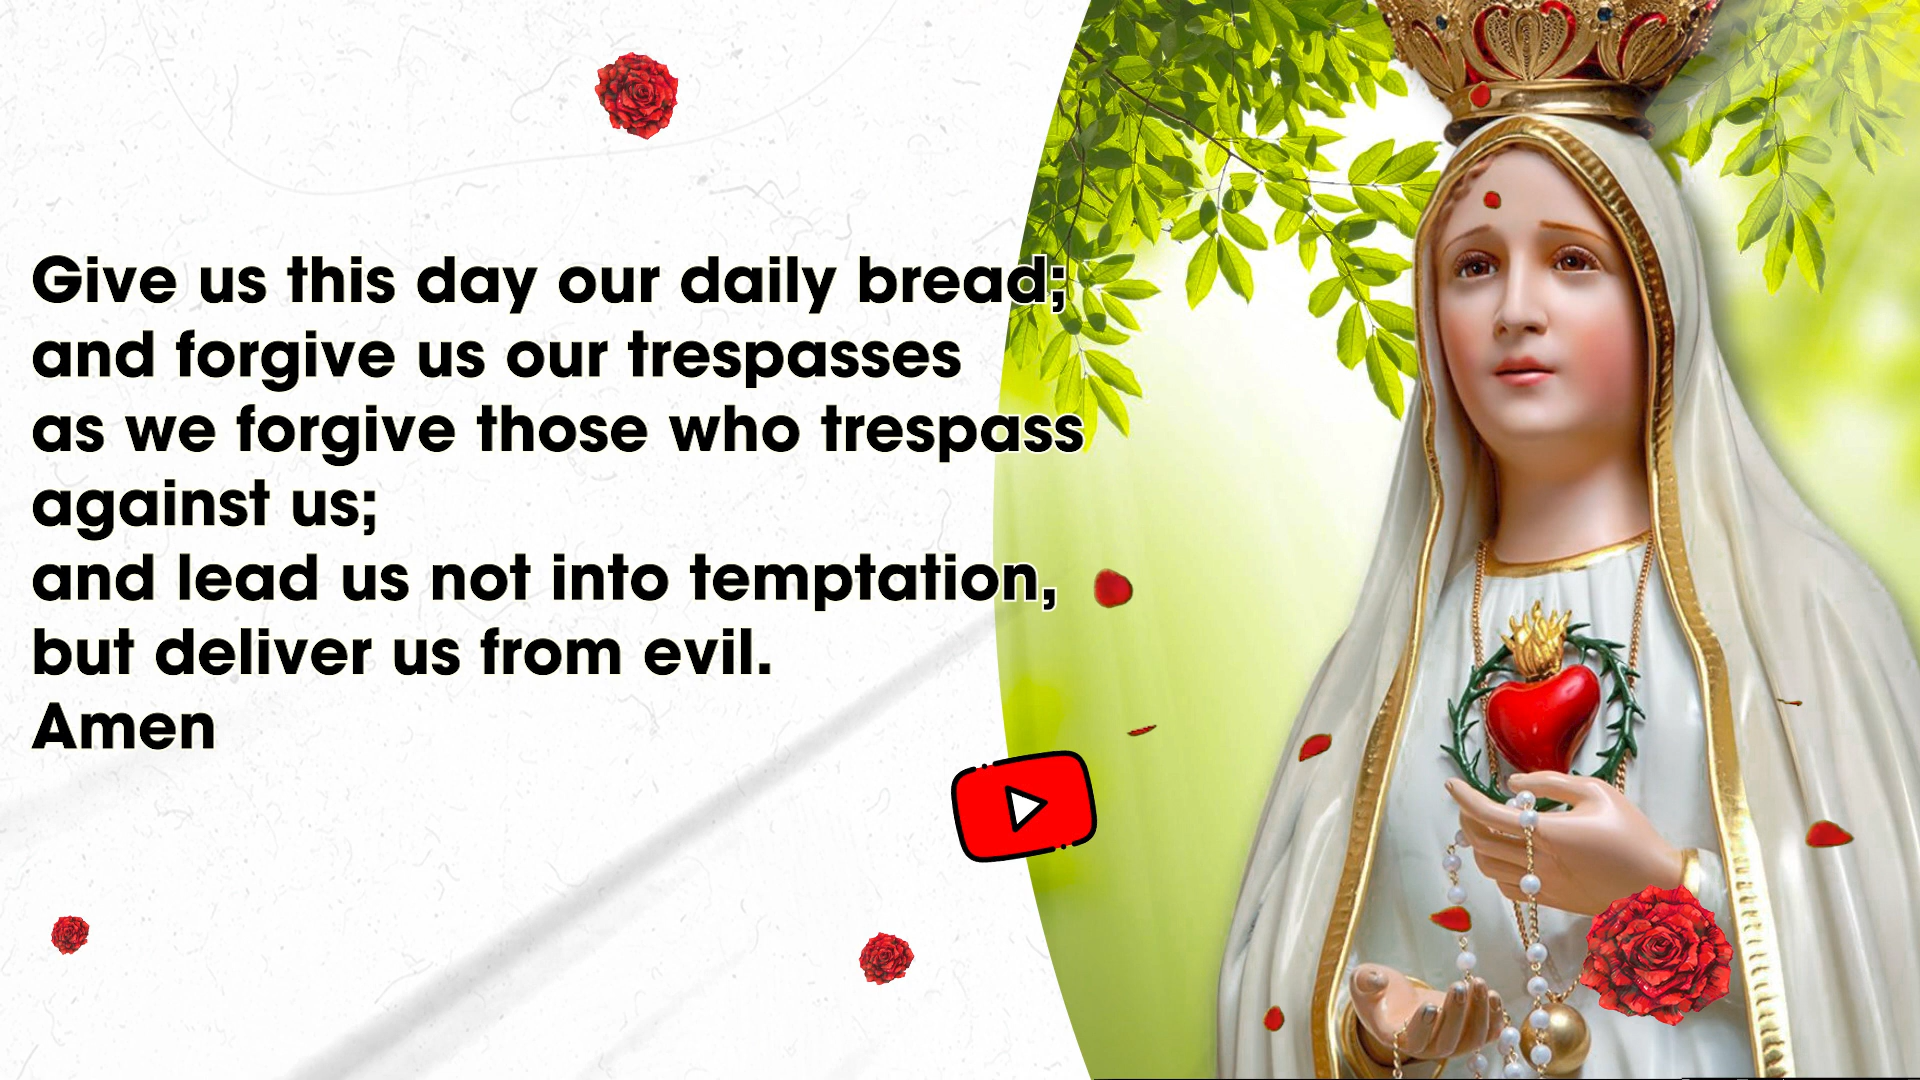 Give us this day our daily bread;
and forgive us our trespasses
as we forgive those who trespass
against us;
and lead us not into temptation,
but deliver us from evil.
Amen